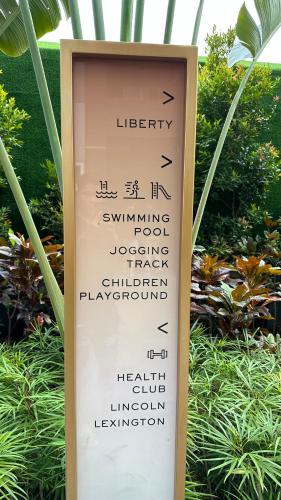 >
LIBERTY
>
SWIMMING
POOL
JOGGING
TRACK
CHILDREN
PLAYGROUND
<
HEALTH
CLUB
LINCOLN
LEXINGTON